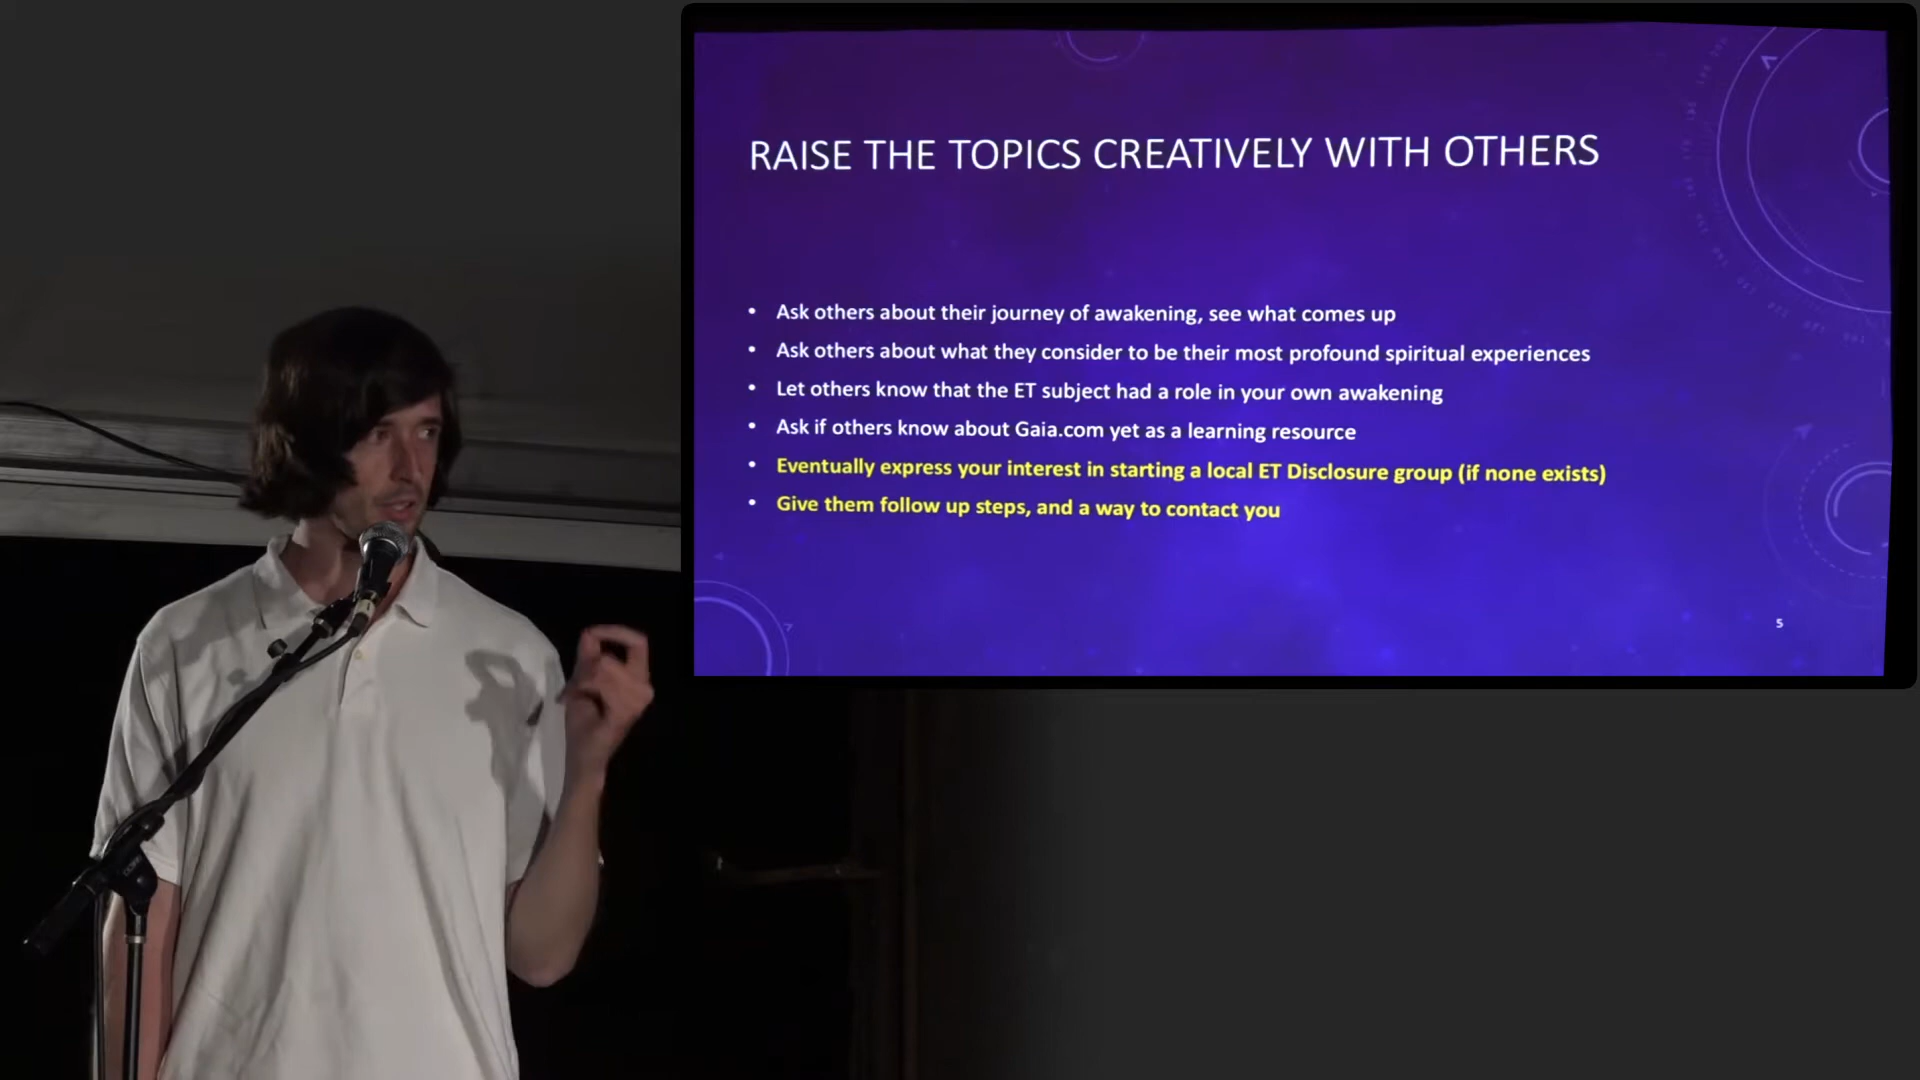 RAISE THE TOPICS CREATIVELY WITH OTHERS
• Ask others about their journey of awakening, see what comes up
• Ask others about what they consider to be their most profound spiritual experiences
• Let others know that the ET subject had a role in your own awakening
• Ask if others know about Gaia.com yet as a learning resource
• Eventually express your interest in starting a local ET Disclosure group (if none exists)
• Give them follow up steps, and a way to contact you
5